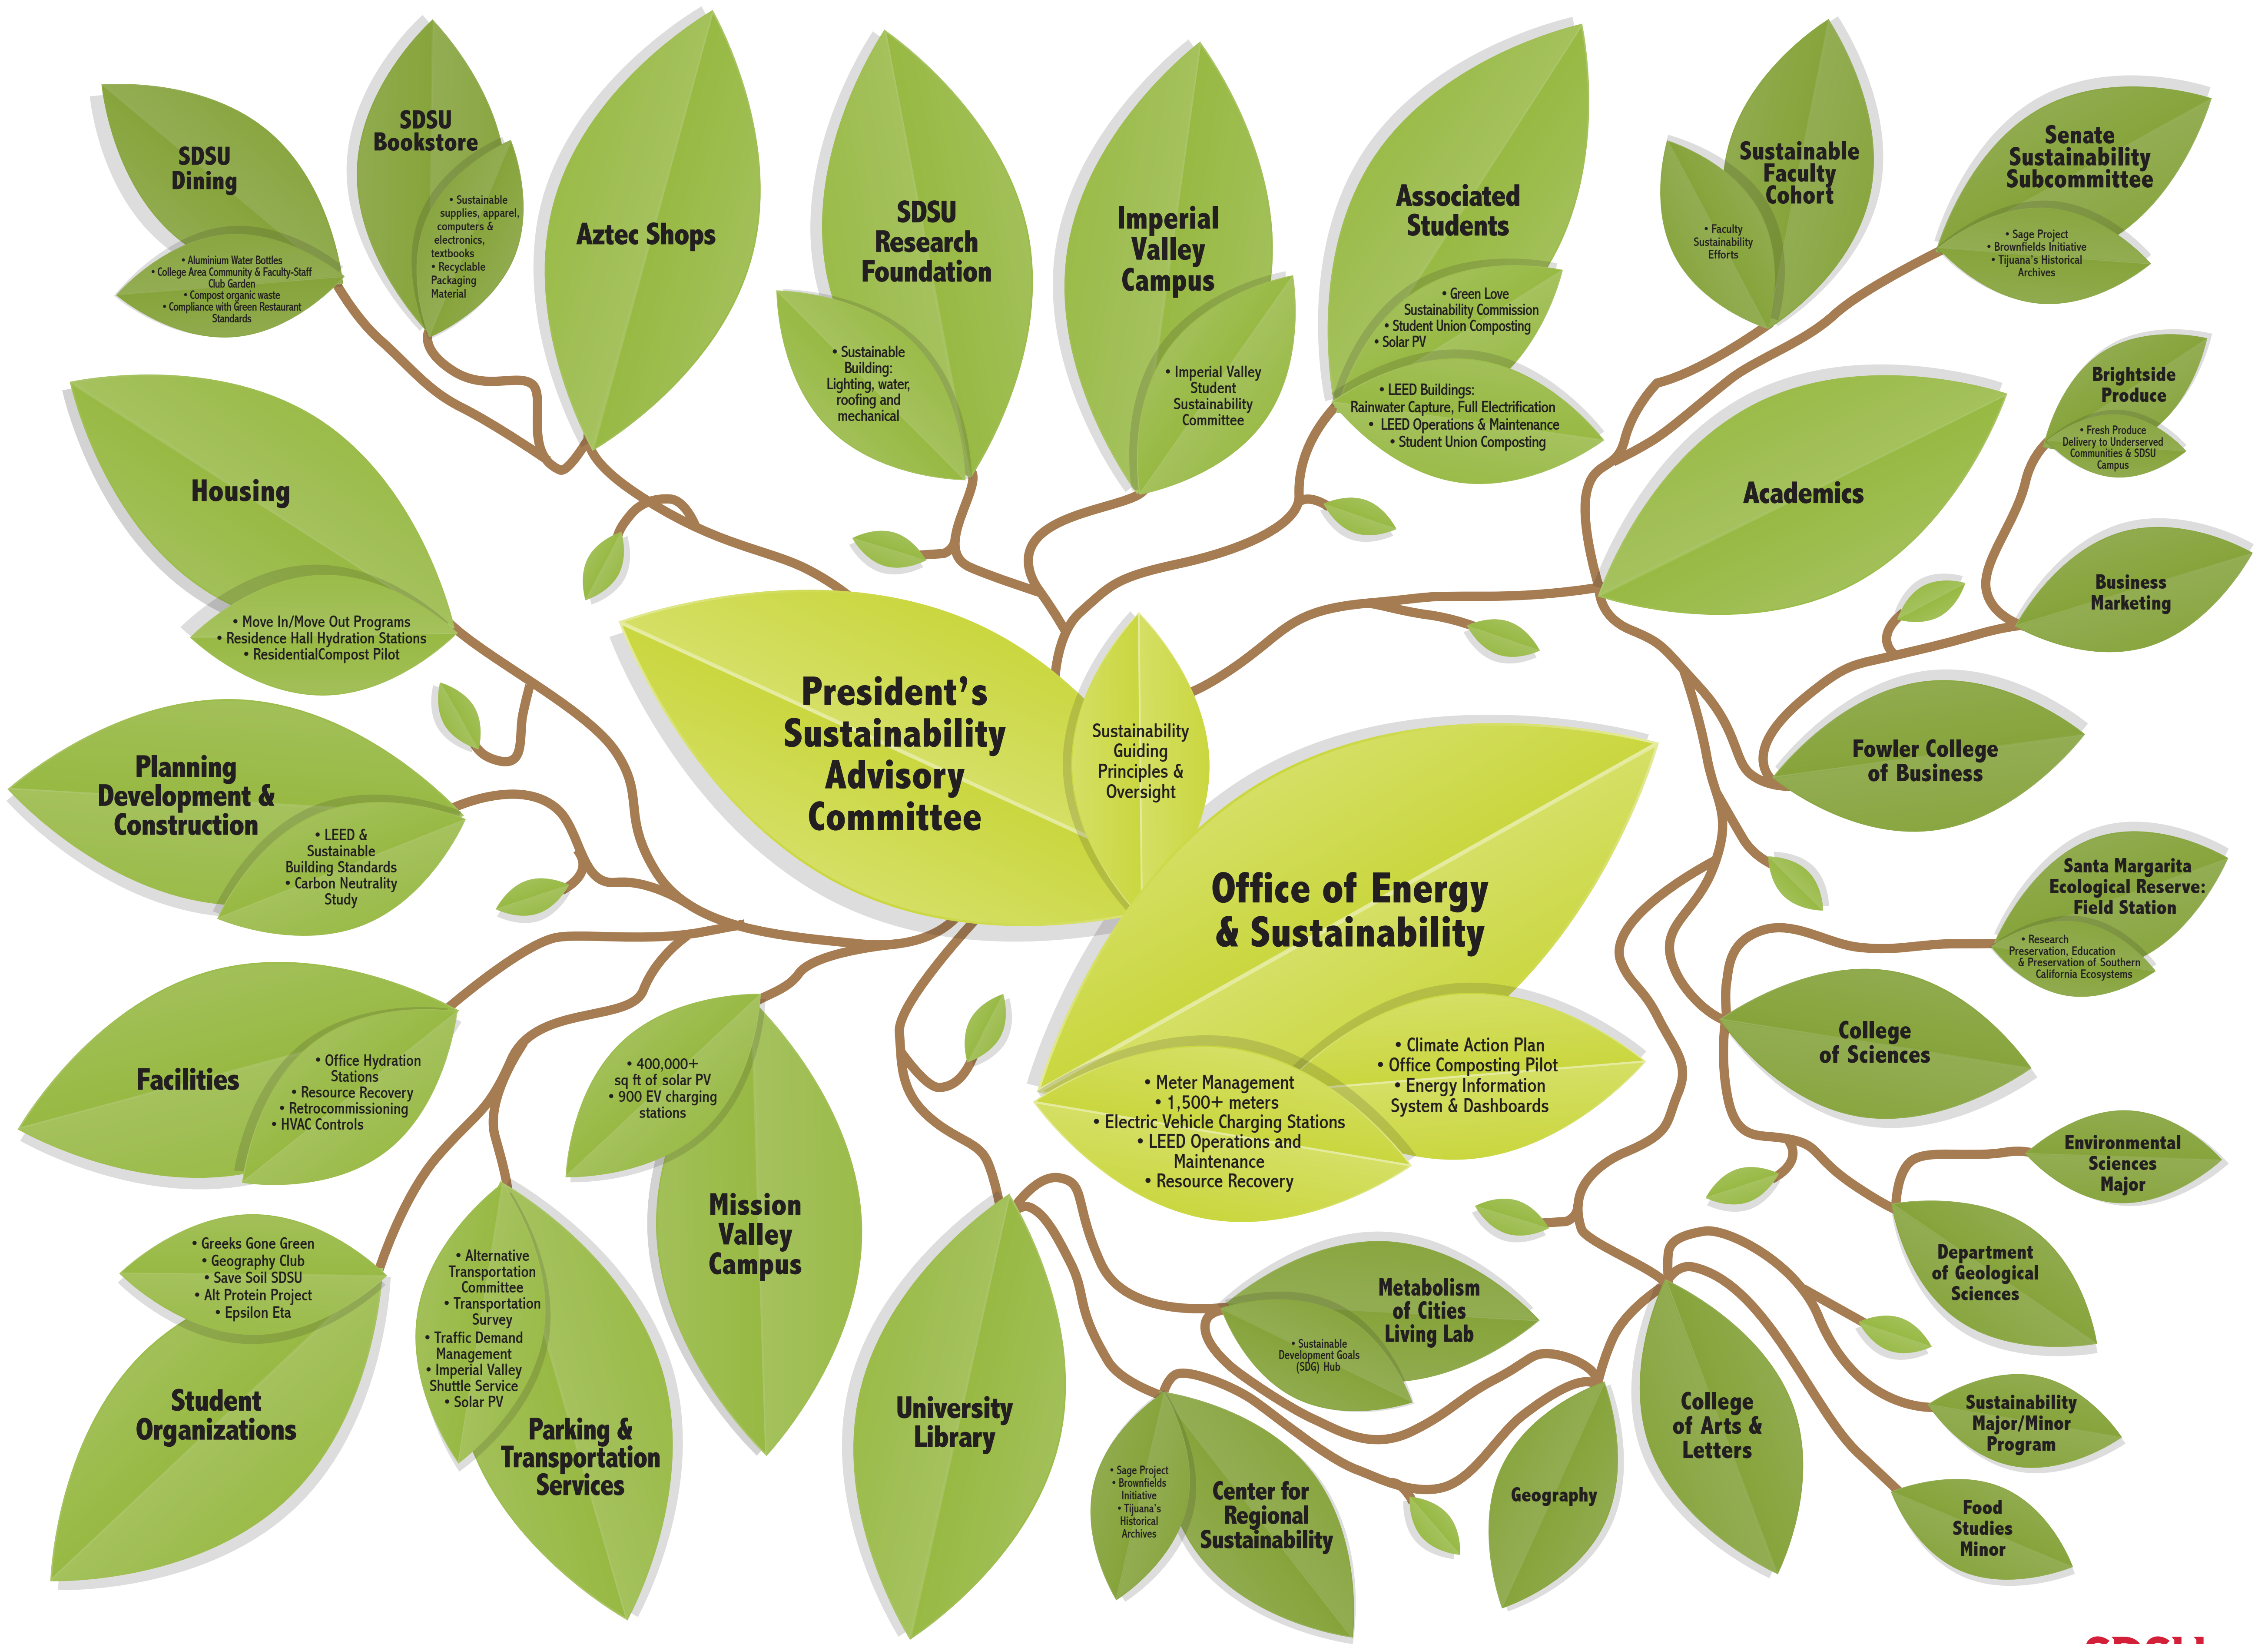 SDSU
Dining
• Aluminium Water Bottles
• College Area Community & Faculty-Staff
Club Garden
• Compost organic waste
• Compliance with Green Restaurant
Standards
SDSU
Bookstore
• Sustainable
supplies, apparel,
computers &
electronics,
textbooks
• Recyclable
Packaging
Material
Aztec Shops
SDSU
Research
Foundation
• Sustainable
Building:
Lighting, water,
roofing and
mechanical
Imperial
Valley
Campus
• Imperial Valley
Student
Sustainability
Committee
Associated
Students
• Green Love
Sustainability Commission
• Student Union Composting
• Solar PV
• LEED Buildings:
Rainwater Capture, Full Electrification
• LEED Operations & Maintenance
• Student Union Composting
Sustainable
Faculty
Cohort
• Faculty
Sustainability
Efforts
Senate
Sustainability
Subcommittee
• Sage Project
• Brownfields Initiative
• Tijuana's Historical
Archives
Brightside
Produce
• Fresh Produce
Delivery to Underserved
Communities & SDSU
Campus
Academics
Business
Marketing
Fowler College
of Business
Housing
• Move In/Move Out Programs
• Residence Hall Hydration Stations
• ResidentialCompost Pilot
Planning
Development &
Construction
• LEED &
Sustainable
Building Standards
• Carbon Neutrality
Study
President's
Sustainability
Advisory
Committee
Sustainability
Guiding
Principles &
Oversight
Office of Energy
& Sustainability
• Climate Action Plan
• Office Composting Pilot
• Energy Information
System & Dashboards
• Meter Management
• 1,500+ meters
• Electric Vehicle Charging Stations
• LEED Operations and
Maintenance
• Resource Recovery
Santa Margarita
Ecological Reserve:
Field Station
• Research
Preservation, Education
& Preservation of Southern
California Ecosystems
College
of Sciences
Environmental
Sciences
Major
Department
of Geological
Sciences
Facilities
• Office Hydration
Stations
• Resource Recovery
• Retrocommissioning
• HVAC Controls
• 400,000+
sq ft of solar PV
• 900 EV charging
stations
Mission
Valley
Campus
• Greeks Gone Green
• Geography Club
• Save Soil SDSU
• Alt Protein Project
• Epsilon Eta
Student
Organizations
• Alternative
Transportation
Committee
• Transportation
Survey
• Traffic Demand
Management
• Imperial Valley
Shuttle Service
• Solar PV
Parking &
Transportation
Services
University
Library
Metabolism
of Cities
Living Lab
• Sustainable
Development Goals
(SDG) Hub
• Sage Project
• Brownfields
Initiative
• Tijuana's
Historical
Archives
Center for
Regional
Sustainability
Geography
College
of Arts &
Letters
Sustainability
Major/Minor
Program
Food
Studies
Minor
SDSU